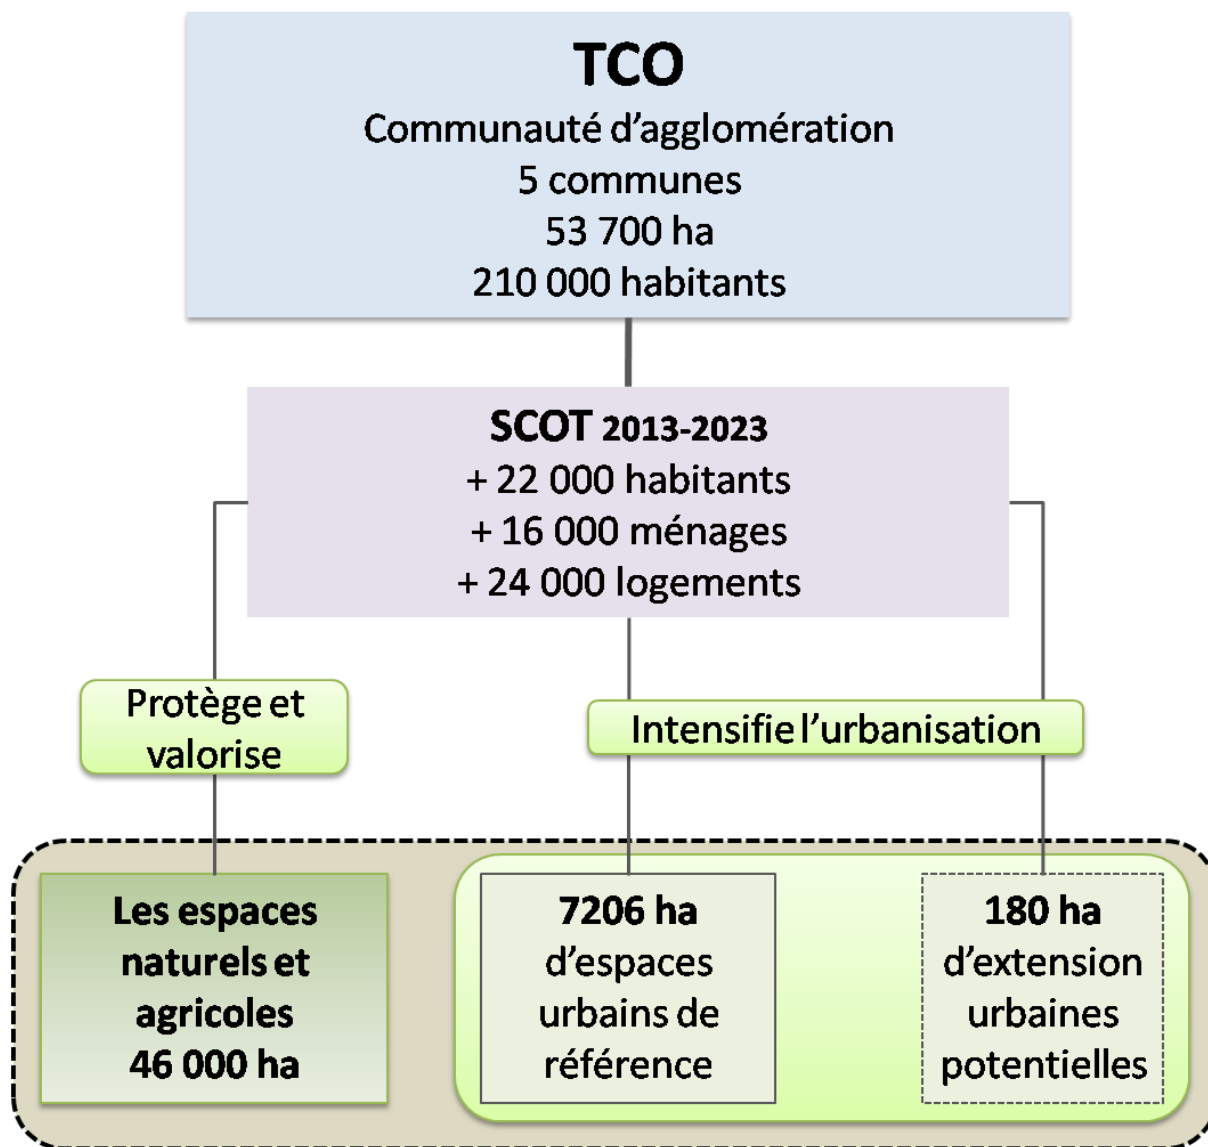 TCO
Communauté d'agglomération
5 communes
53 700 ha
210 000 habitants
SCOT 2013-2023
+ 22 000 habitants
+ 16 000 ménages
+ 24 000 logements
Protège et
valorise
Intensifie l'urbanisation
Les espaces
naturels et
agricoles
46 000 ha
7206 ha
d'espaces
urbains de
référence
180 ha
d'extension
urbaines
potentielles